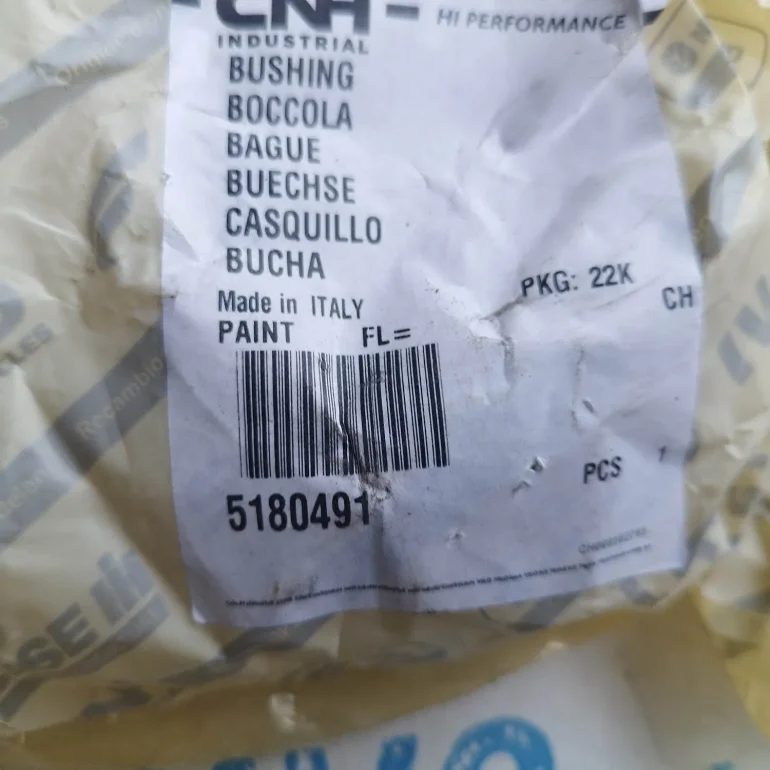 CNH
INDUSTRIAL
HI PERFORMANCE
BUSHING
BOCCOLA
BAGUE
BUECHSE
CASQUILLO
BUCHA
Made in ITALY
PKG: 22K
CH
PAINT FL=
PCS 1
5180491
Recambio